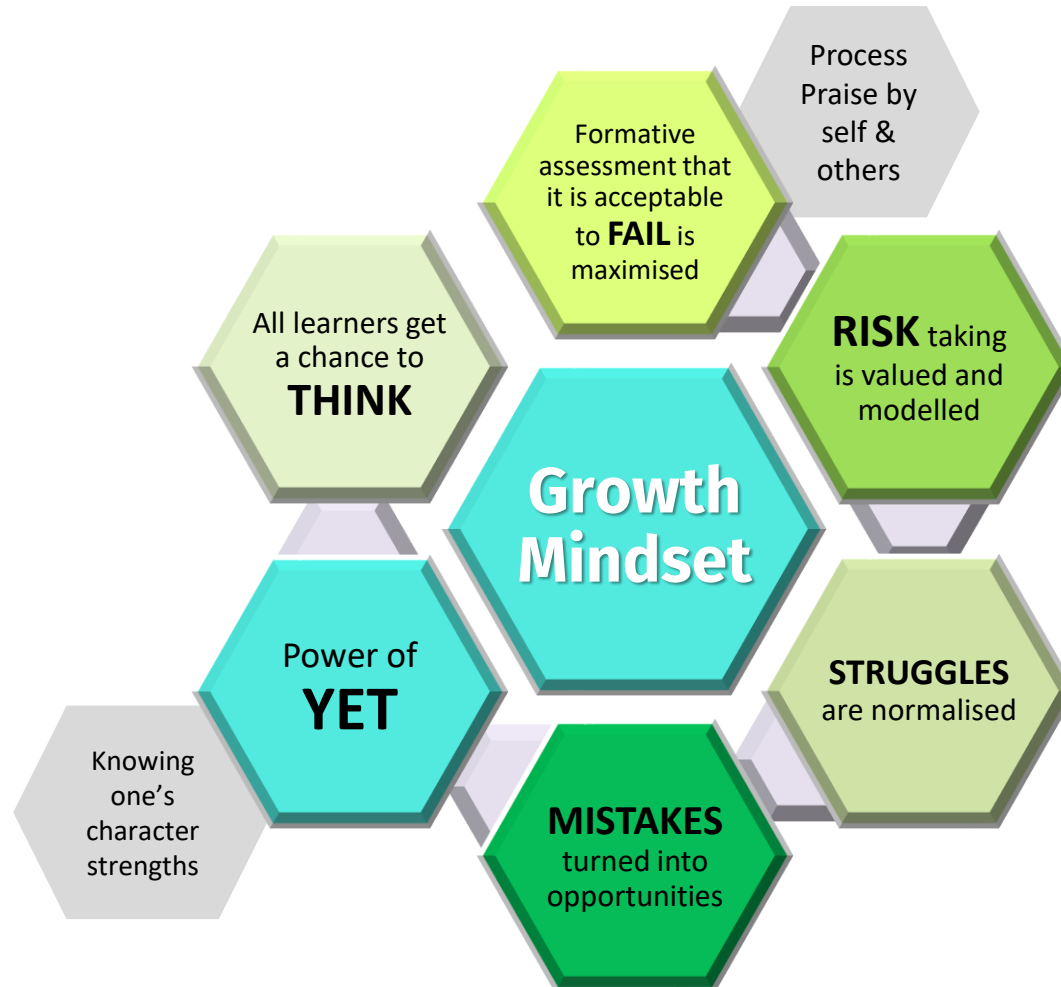 Process
Praise by
self &
others
Formative
assessment that
it is acceptable
to FAIL is
maximised
RISK taking
is valued and
modelled
All learners get
a chance to
THINK
Growth
Mindset
STRUGGLES
are normalised
Power of
YET
MISTAKES
turned into
opportunities
Knowing
one’s
character
strengths